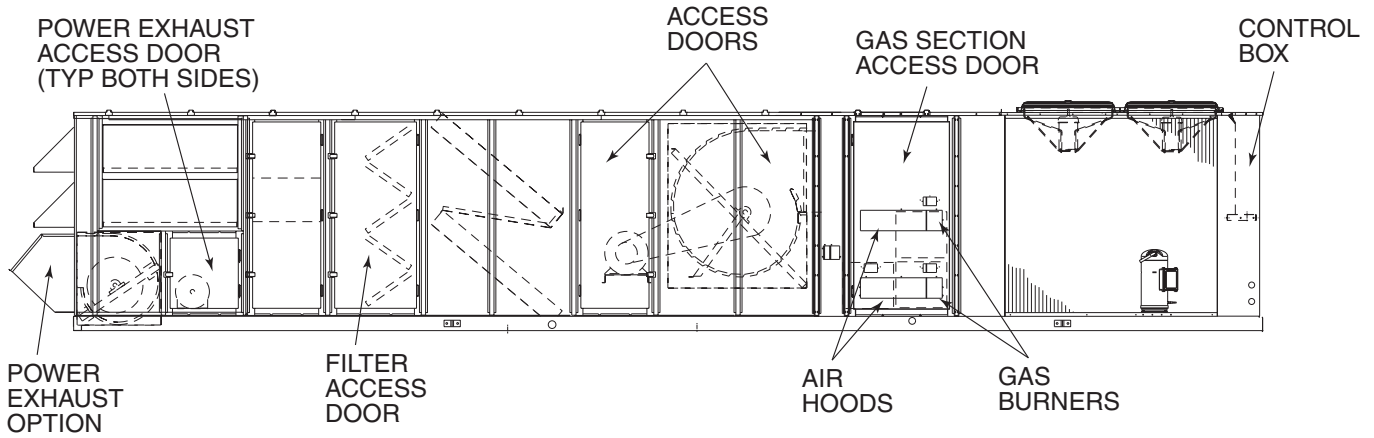 POWER EXHAUST
ACCESS DOOR
(TYP BOTH SIDES)
ACCESS
DOORS
GAS SECTION
ACCESS DOOR
CONTROL
BOX
POWER
EXHAUST
OPTION
FILTER
ACCESS
DOOR
AIR
HOODS
GAS
BURNERS